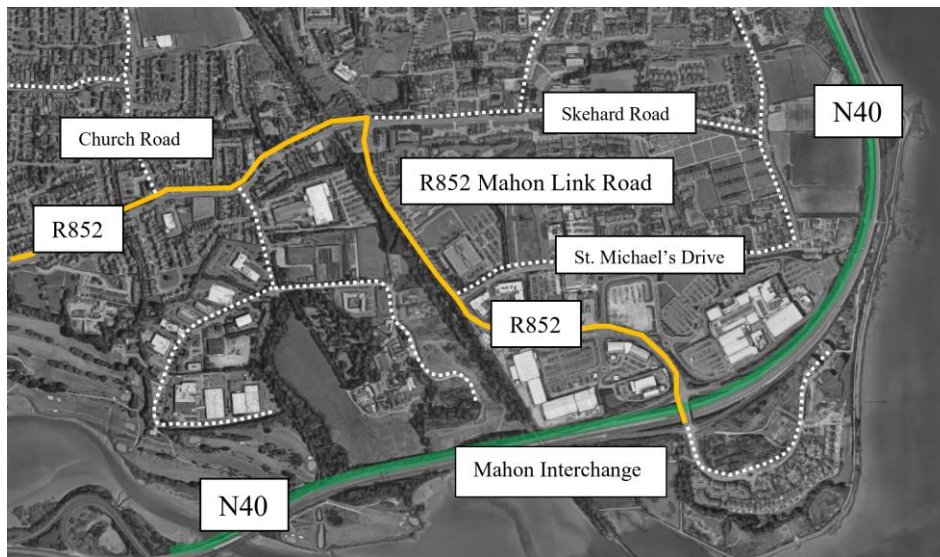 N40
Skehard Road
Church Road
R852 Mahon Link Road
R852
St. Michael's Drive
R852
Mahon Interchange
N40